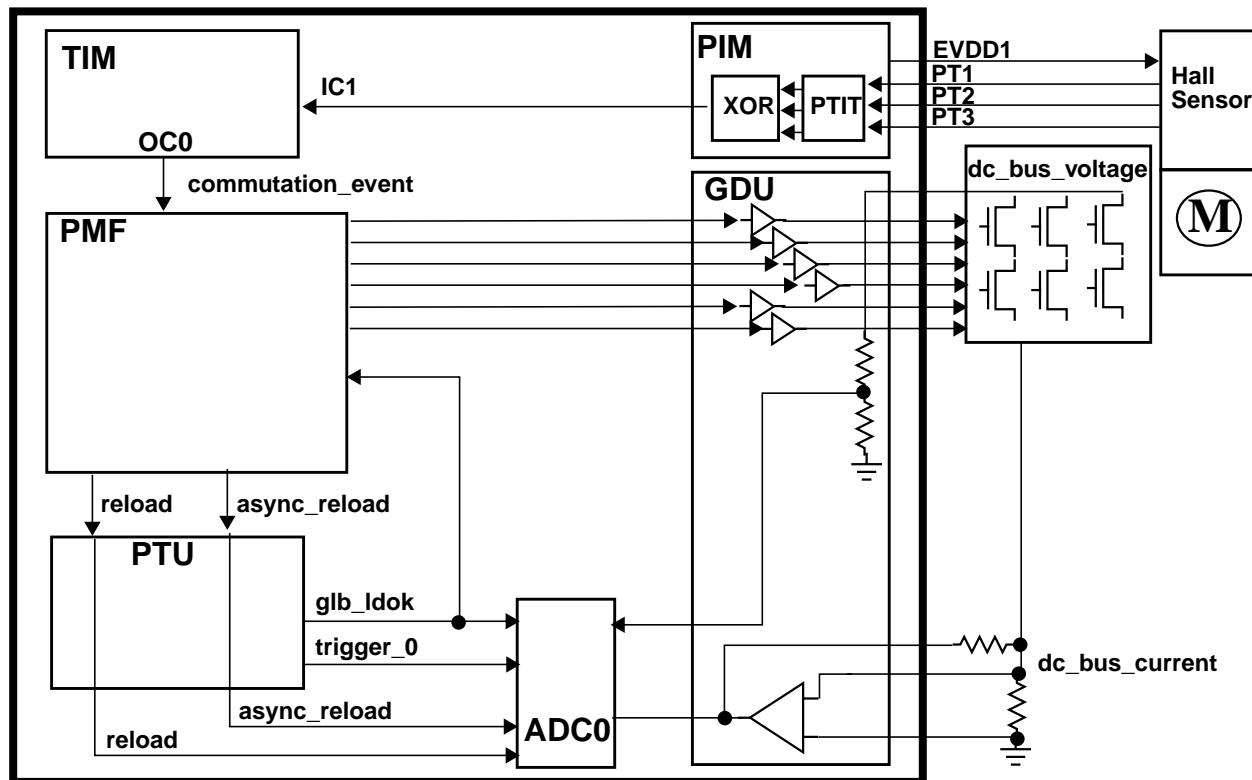 TIM
IC1
OC0
commutation_event
PIM
XOR
PTIT
EVDD1
PT1
PT2
PT3
Hall
Sensor
GDU
dc_bus_voltage
M
PMF
reload
async_reload
PTU
glb_ldok
trigger_0
async_reload
reload
ADC0
dc_bus_current